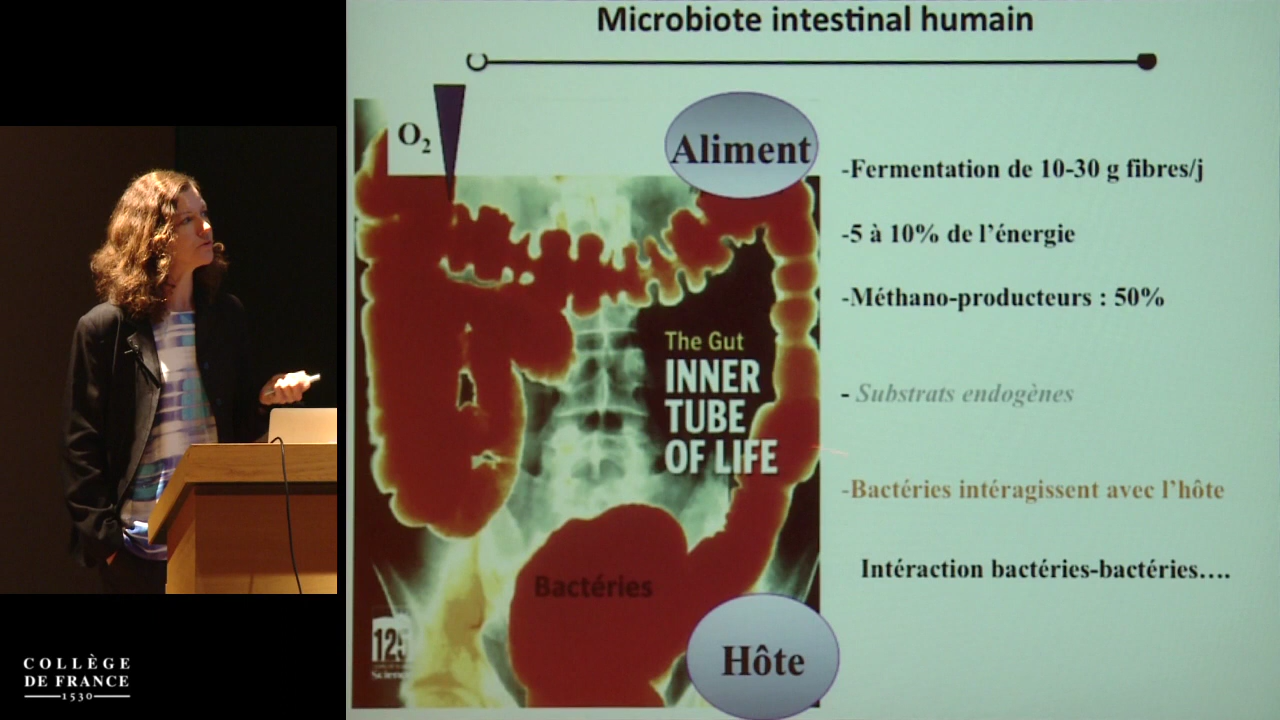 Microbiote intestinal humain
O2
Aliment
-Fermentation de 10-30 g fibres/j
-5 à 10% de l’énergie
-Méthano-producteurs : 50%
The Gut
INNER
TUBE
OF LIFE
- Substrats endogènes
-Bactéries intéragissent avec l’hôte
Intéraction bactéries-bactéries….
Bactéries
Hôte
125
Science
COLLÈGE
DE FRANCE
1530